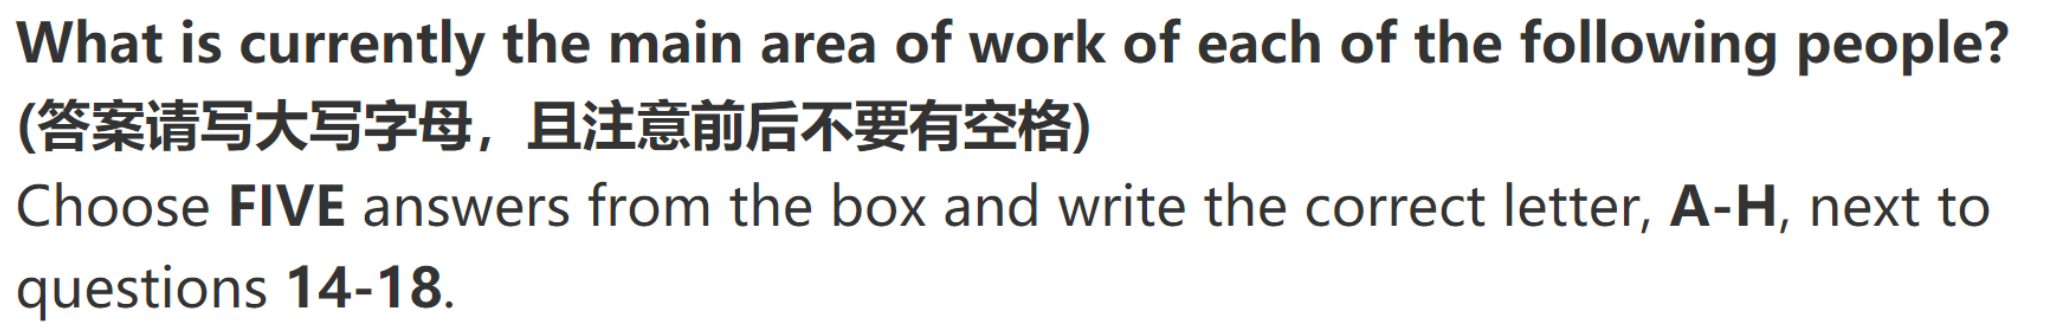 What is currently the main area of work of each of the following people?
(答案请写大写字母，且注意前后不要有空格)
Choose FIVE answers from the box and write the correct letter, A-H, next to
questions 14-18.